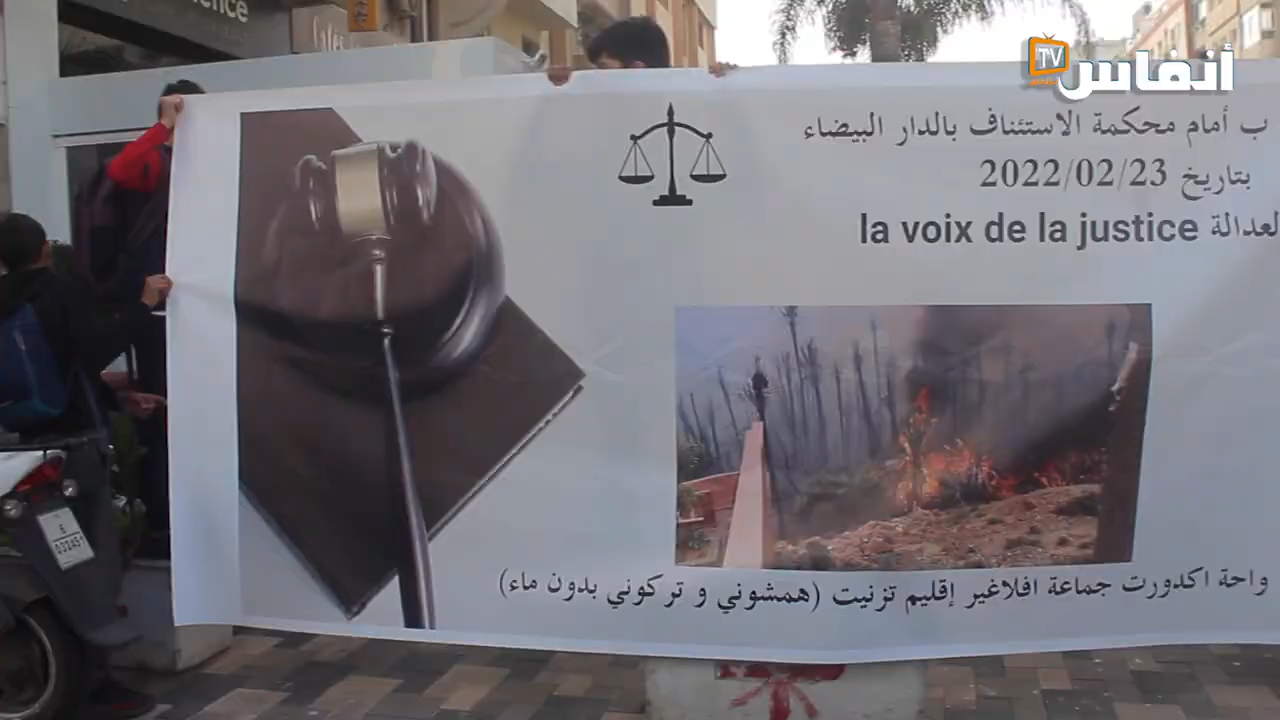 TV
أنفاس
ب أمام محكمة الاستئناف بالدار البيضاء
بتاريخ 2022/02/23
لعدالة la voix de la justice
واحة اكدورت جماعة افلاغير إقليم تزنيت (همشوني و تركوني بدون ماء)